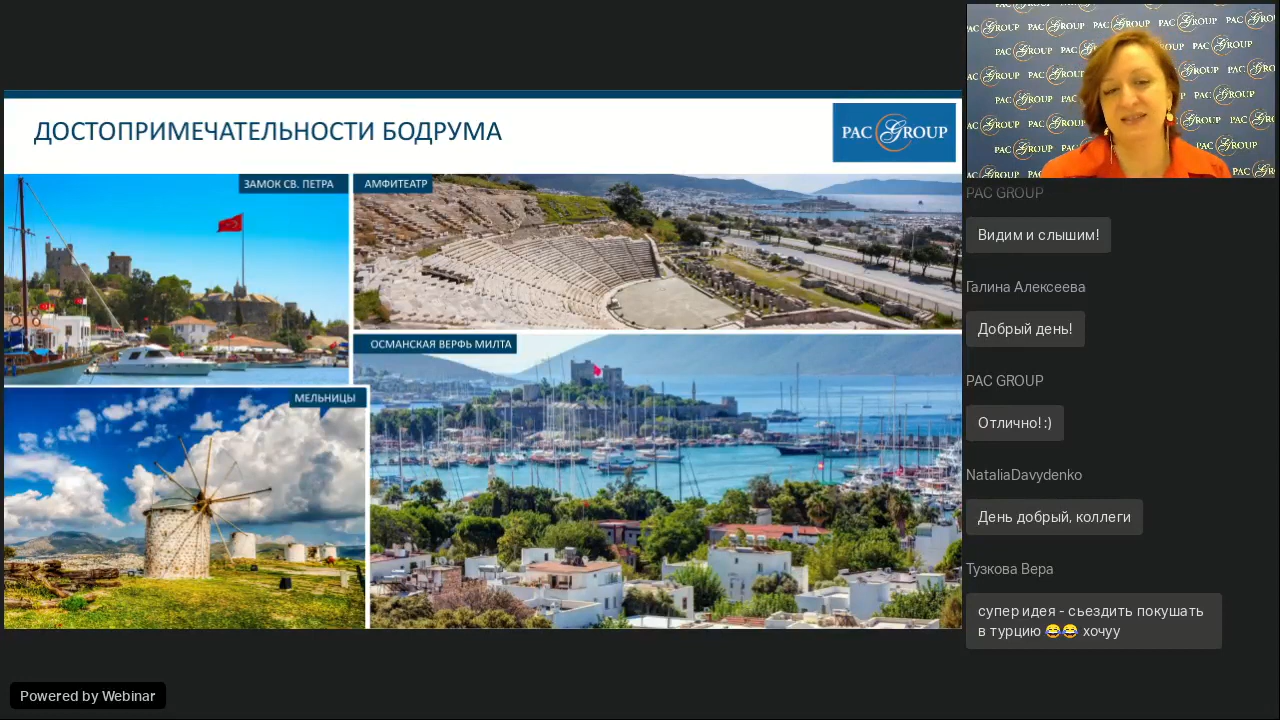 ДОСТОПРИМЕЧАТЕЛЬНОСТИ БОДРУМА
PAC GROUP
ЗАМОК СВ. ПЕТРА
АМФИТЕАТР
ОСМАНСКАЯ ВЕРФЬ МИЛТА
МЕЛЬНИЦЫ
PAC GROUP
Видим и слышим!
Галина Алексеева
Добрый день!
PAC GROUP
Отлично! :)
NataliaDavydenko
День добрый, коллеги
Тузкова Вера
супер идея - сьездить покушать
в турцию 😂😂 хочуу
Powered by Webinar